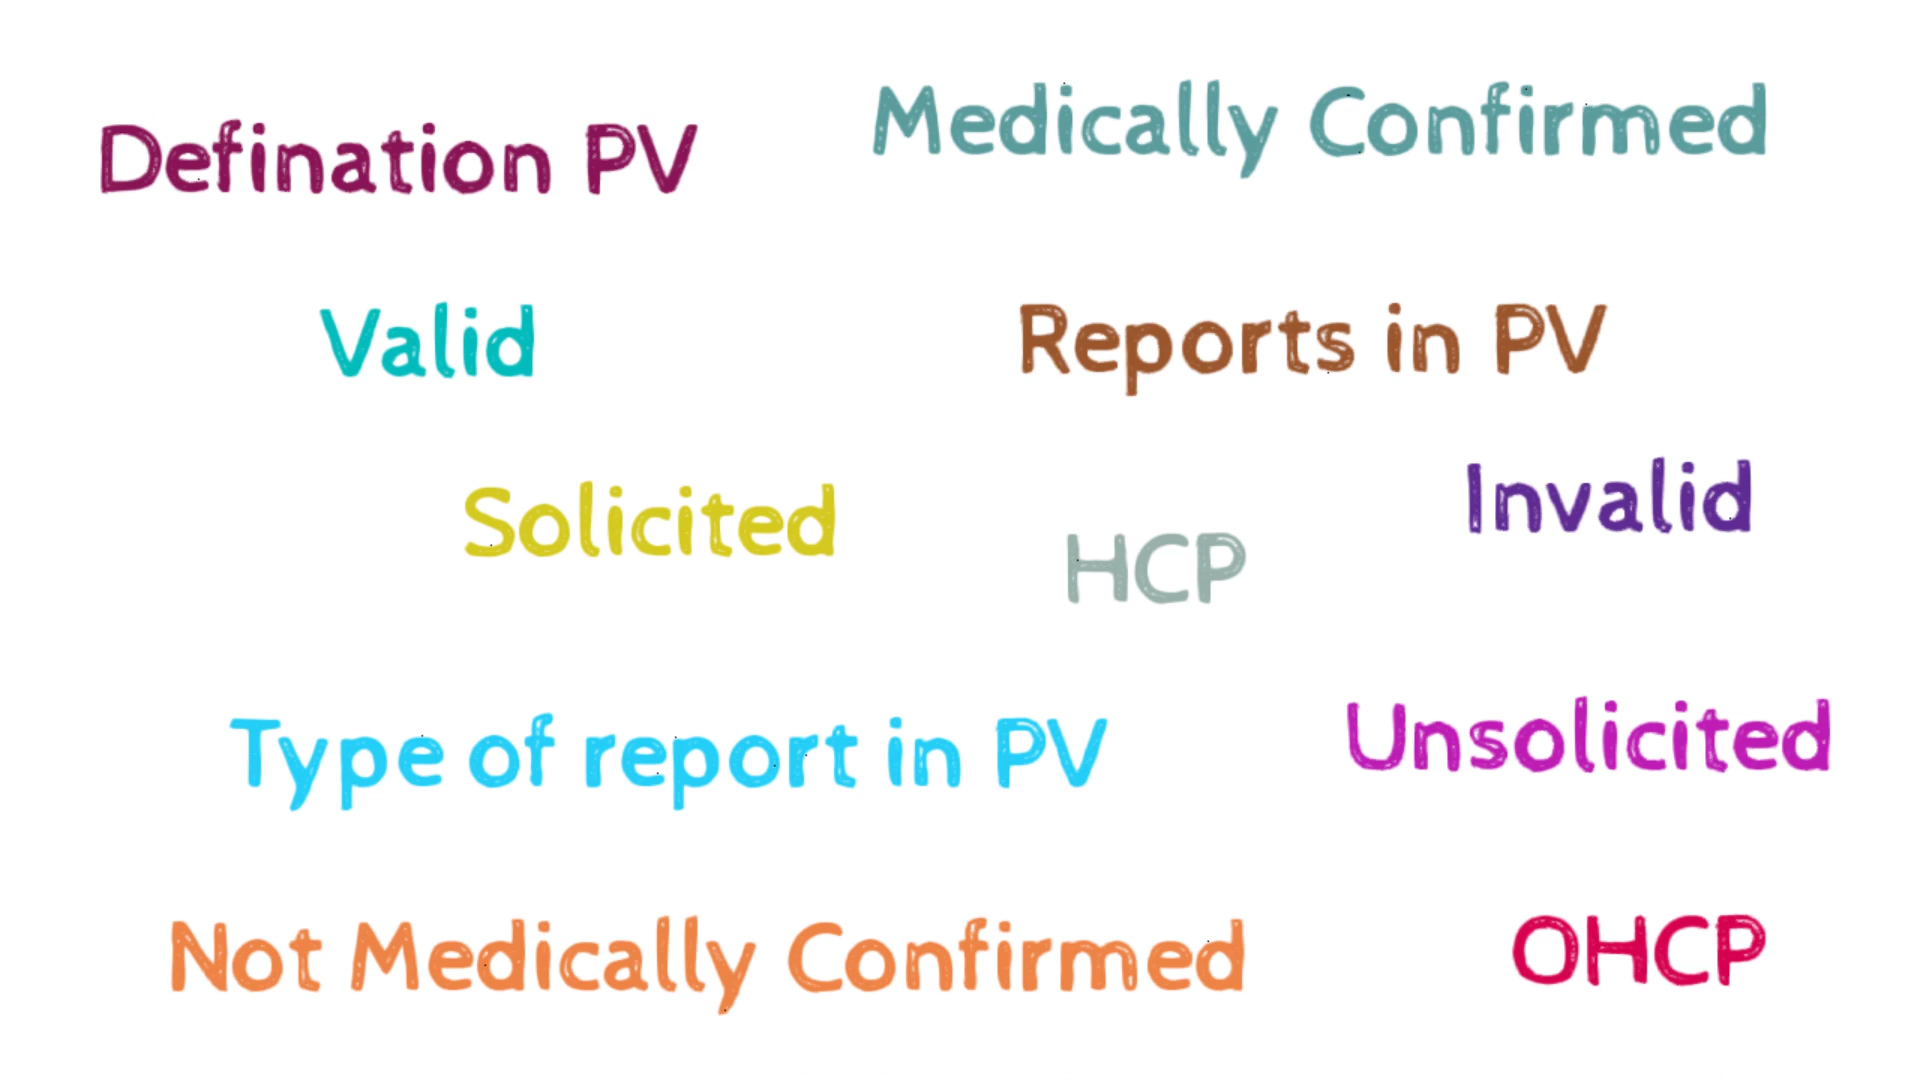 Defination PV
Medically Confirmed
Valid
Reports in PV
Solicited
HCP
Invalid
Type of report in PV
Unsolicited
Not Medically Confirmed
OHCP